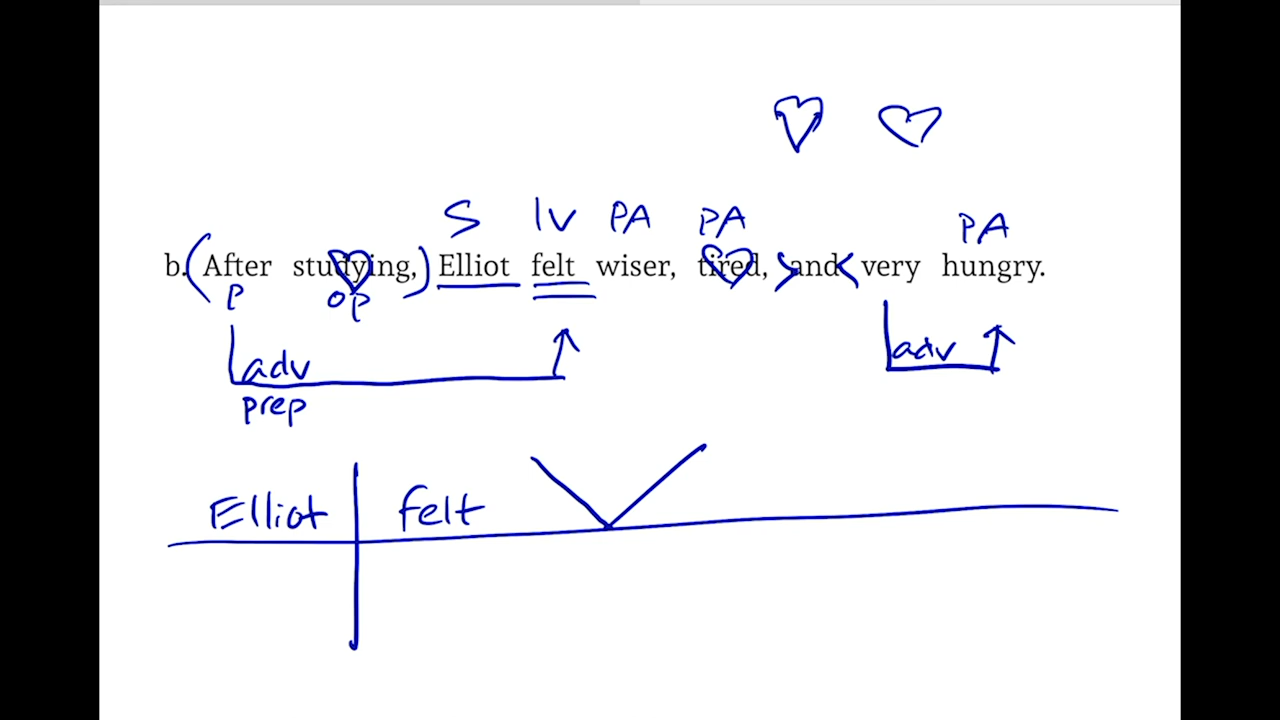 S lv PA PA PA
b. (After studying,) Elliot felt wiser, tired, >and< very hungry.
p op
adv adv
prep
Elliot felt